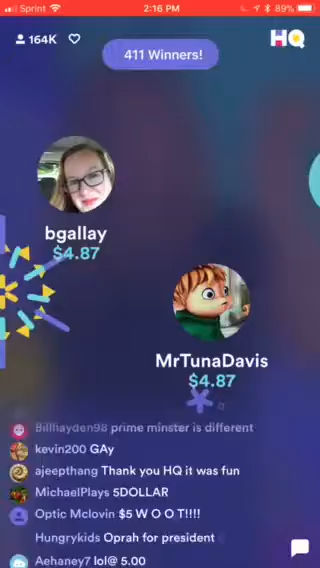 Sprint
2:16 PM
89%
164K
411 Winners!
HQ
bgallay
$4.87
MrTunaDavis
$4.87
Billhayden98 prime minster is different
kevin200 GAy
ajeepthang Thank you HQ it was fun
MichaelPlays 5DOLLAR
Optic Mclovin $5 W O O T!!!!
Hungrykids Oprah for president
Aehaney7 lol@ 5.00